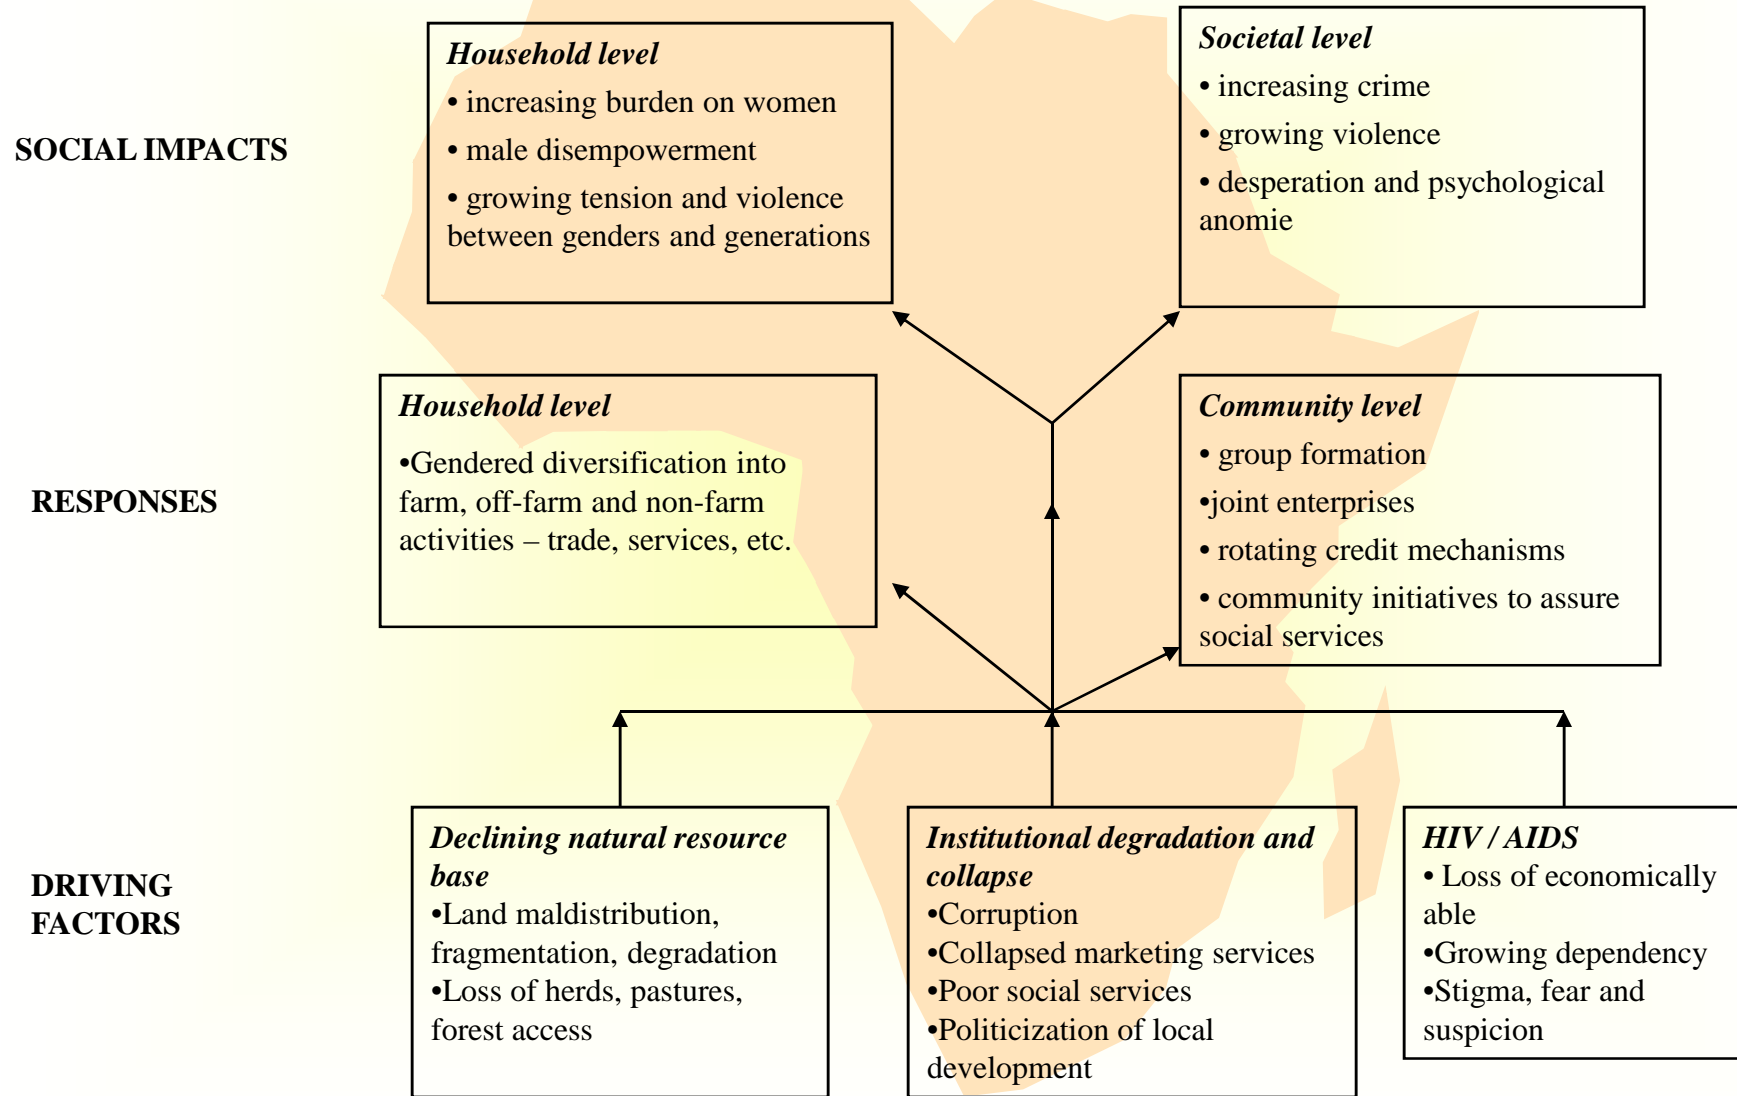 SOCIAL IMPACTS
Household level
• increasing burden on women
• male disempowerment
• growing tension and violence
between genders and generations
Societal level
• increasing crime
• growing violence
• desperation and psychological
anomie
RESPONSES
Household level
•Gendered diversification into
farm, off-farm and non-farm
activities – trade, services, etc.
Community level
• group formation
•joint enterprises
• rotating credit mechanisms
• community initiatives to assure
social services
DRIVING
FACTORS
Declining natural resource
base
•Land maldistribution,
fragmentation, degradation
•Loss of herds, pastures,
forest access
Institutional degradation and
collapse
•Corruption
•Collapsed marketing services
•Poor social services
•Politicization of local
development
HIV / AIDS
• Loss of economically
able
•Growing dependency
•Stigma, fear and
suspicion